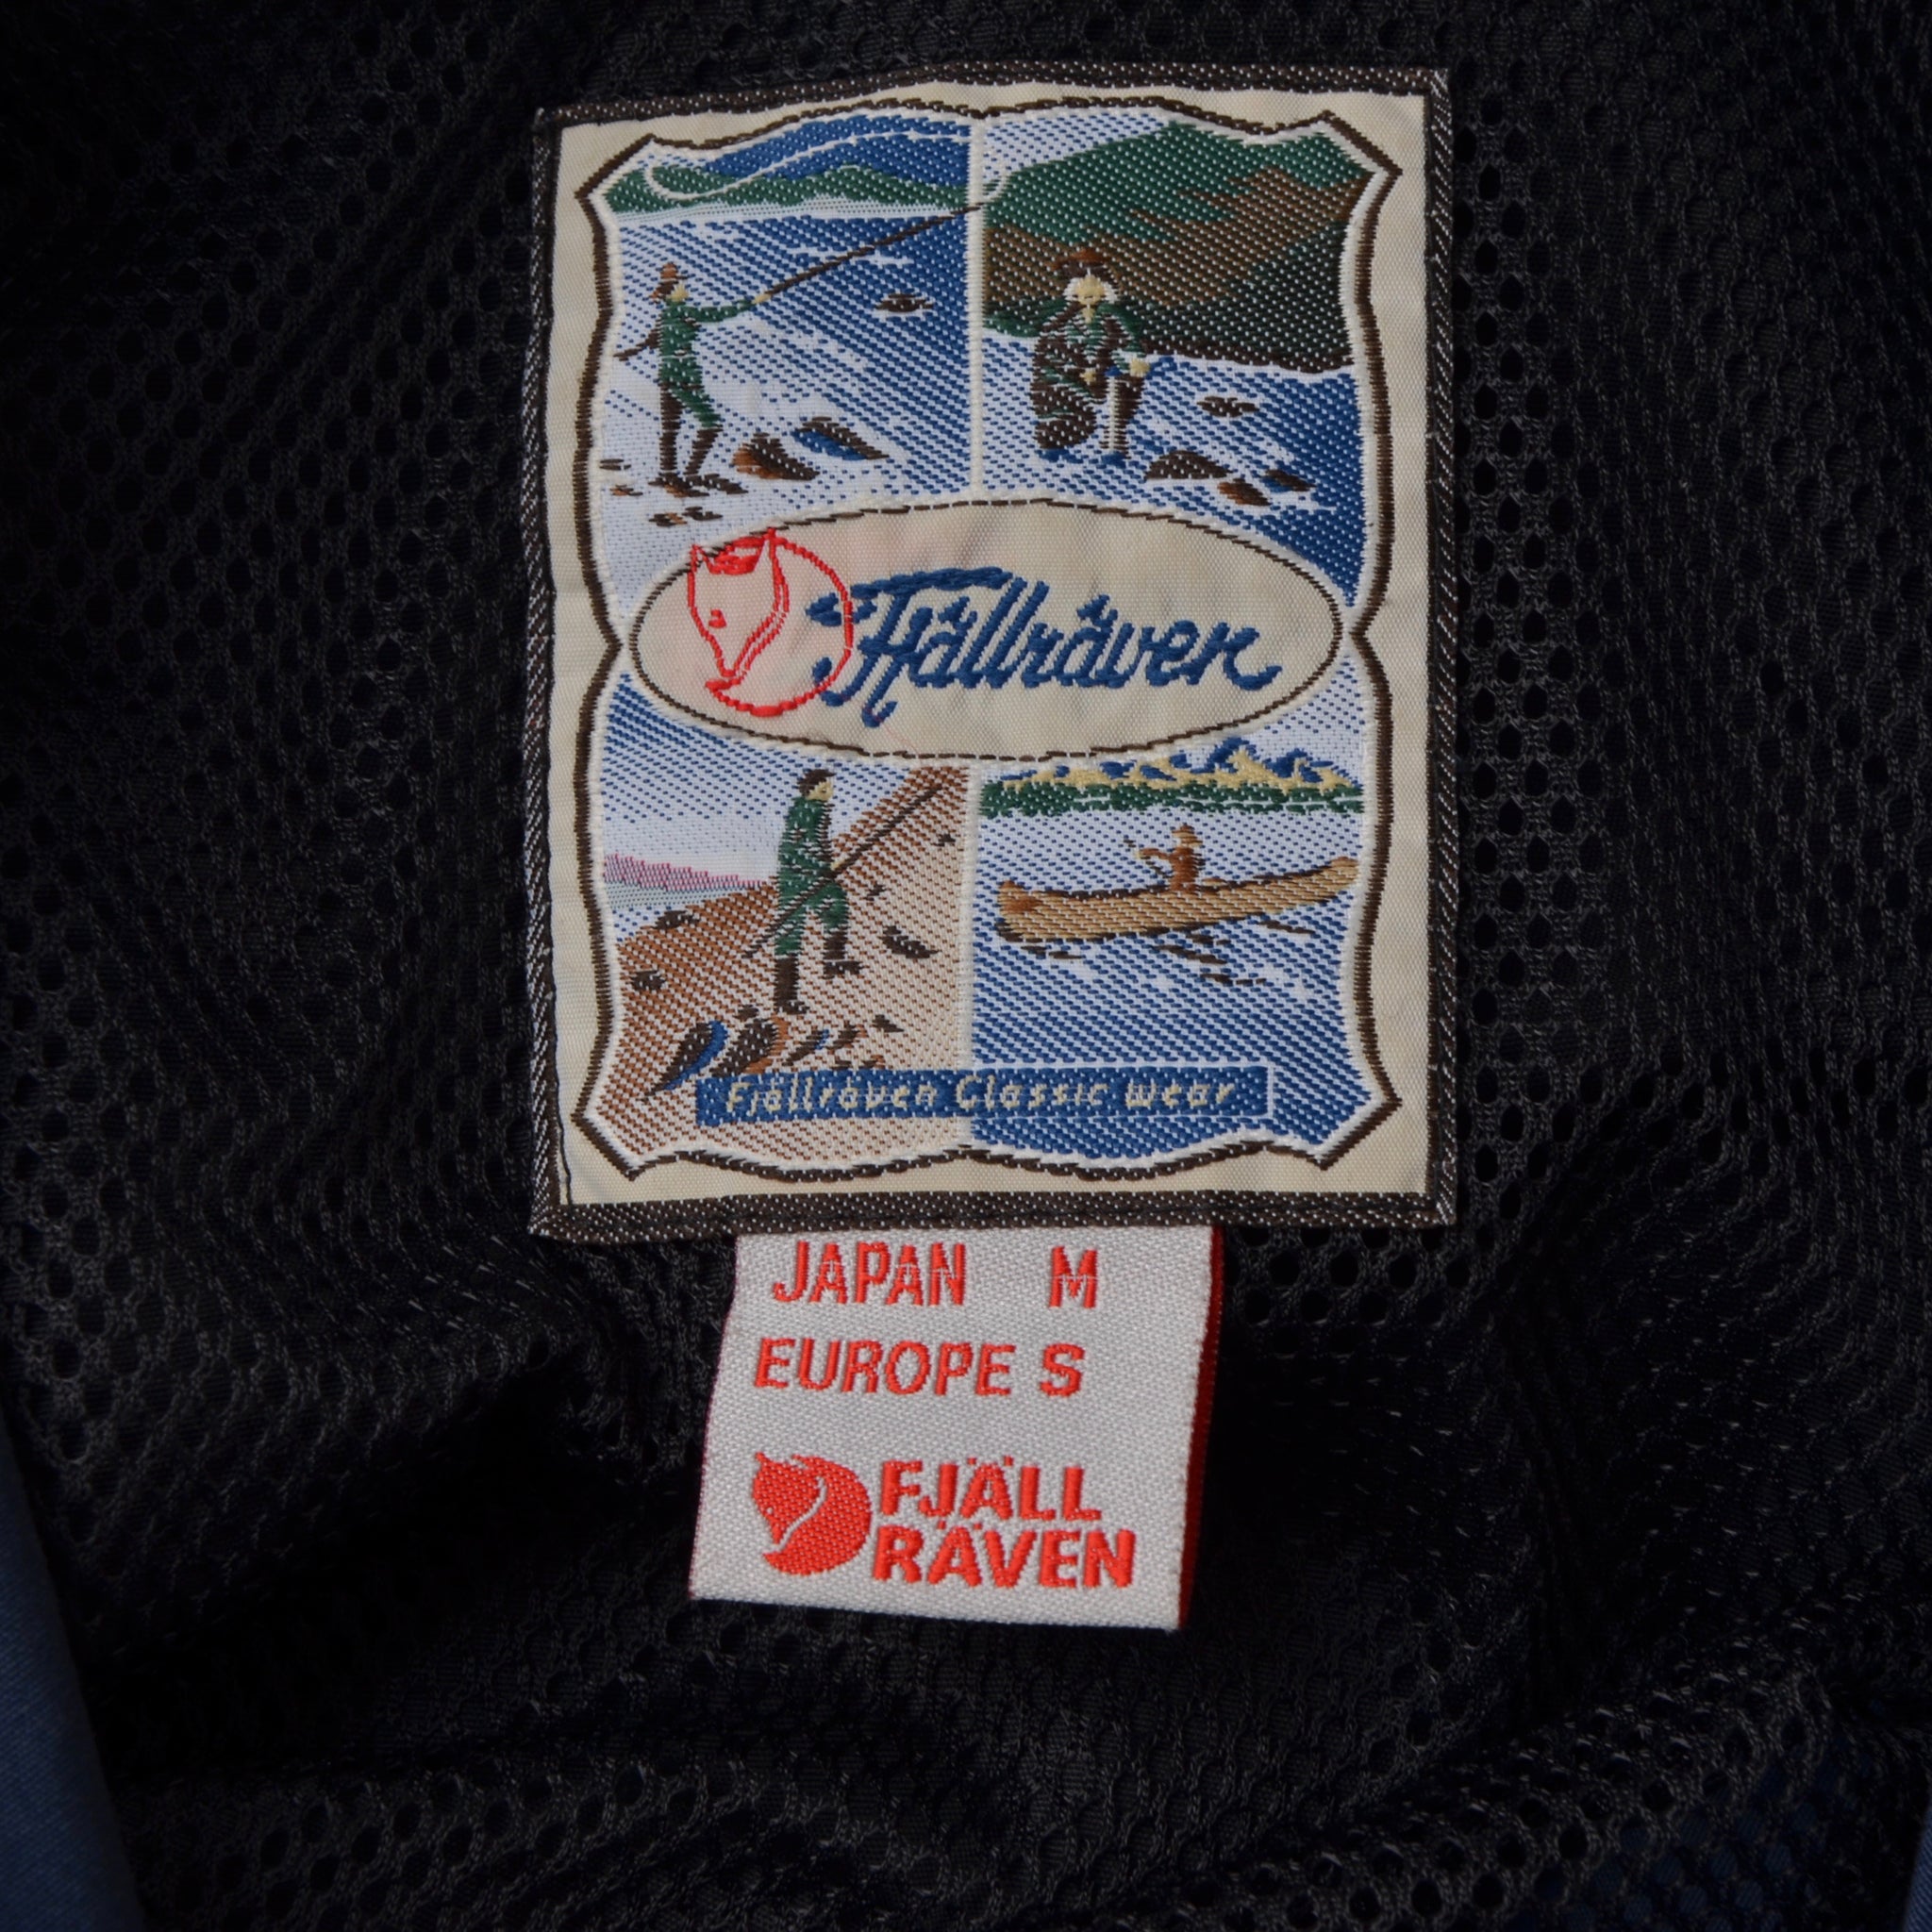 Fjällräven
Fjällräven Classic wear
JAPAN M
EUROPE S
FJÄLL
RÄVEN